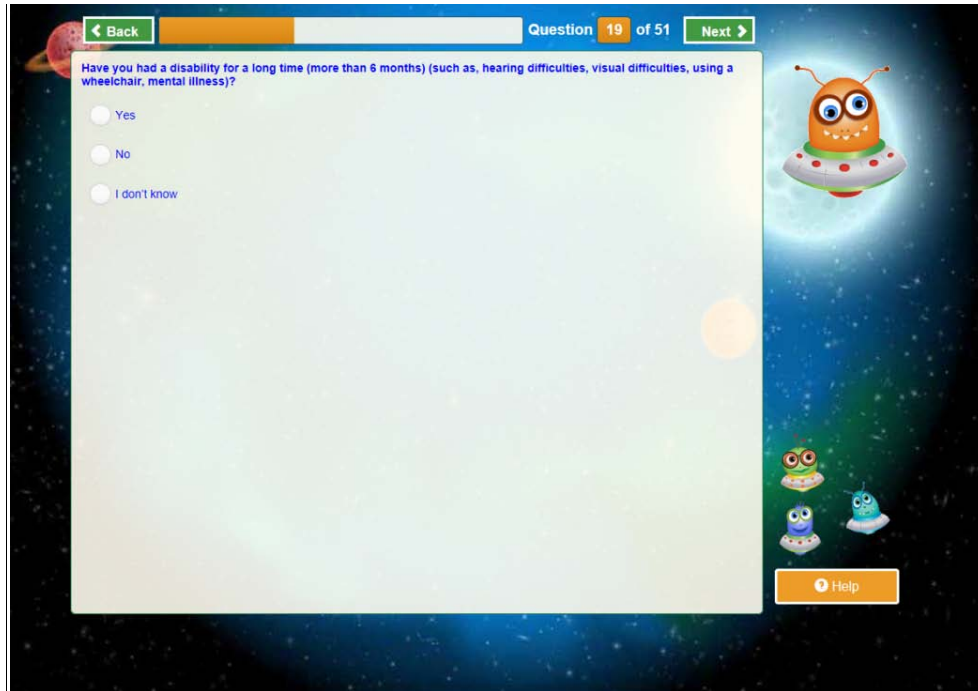 Back
Question 19 of 51
Next
Have you had a disability for a long time (more than 6 months) (such as, hearing difficulties, visual difficulties, using a
wheelchair, mental illness)?
Yes
No
I don't know
Help